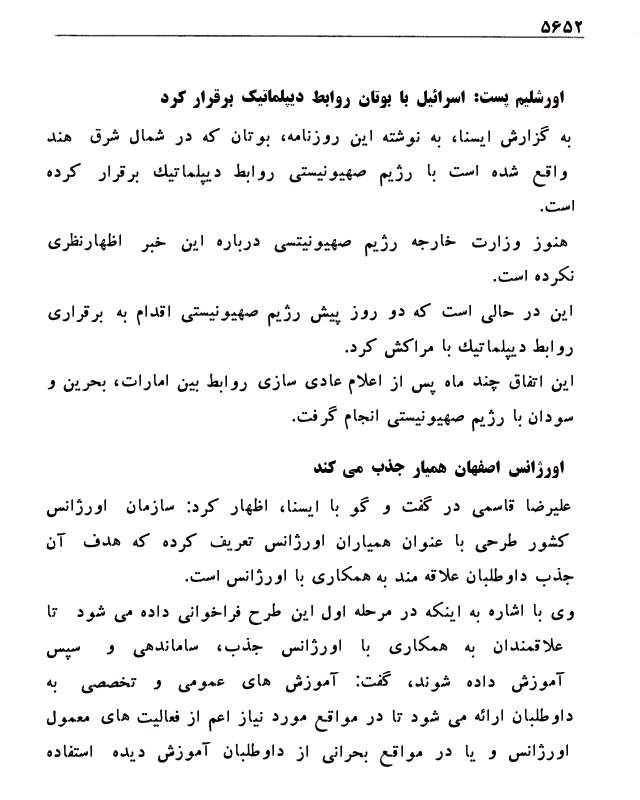 ۵۶۵۲
اورشلیم پست: اسرائیل با بوتان روابط دیپلماتیک برقرار کرد
به گزارش ایسنا، به نوشته این روزنامه، بوتان که در شمال شرق هند
واقع شده است با رژیم صهیونیستی روابط دیپلماتیک برقرار کرده
است.
هنوز وزارت خارجه رژیم صهیونیتسی درباره این خبر اظهارنظری
نکرده است.
این در حالی است که دو روز پیش رژیم صهیونیستی اقدام به برقراری
روابط دیپلماتیک با مراکش کرد.
این اتفاق چند ماه پس از اعلام عادی سازی روابط بین امارات، بحرین و
سودان با رژیم صهیونیستی انجام گرفت.
اورژانس اصفهان همیار جذب می کند
علیرضا قاسمی در گفت و گو با ایسنا، اظهار کرد: سازمان اورژانس
کشور طرحی با عنوان همیاران اورژانس تعریف کرده که هدف آن
جذب داوطلبان علاقه مند به همکاری با اورژانس است.
وی با اشاره به اینکه در مرحله اول این طرح فراخوانی داده می شود تا
علاقمندان به همکاری با اورژانس جذب، ساماندهی و سپس
آموزش داده شوند، گفت: آموزش های عمومی و تخصصی به
داوطلبان ارائه می شود تا در مواقع مورد نیاز اعم از فعالیت های معمول
اورژانس و یا در مواقع بحرانی از داوطلبان آموزش دیده استفاده